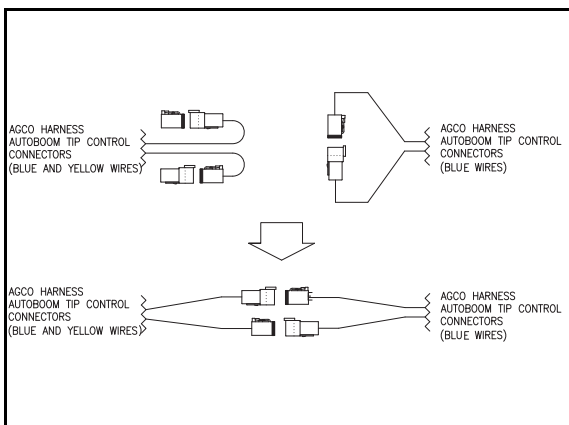 AGCO HARNESS
AUTOBOOM TIP CONTROL
CONNECTORS
(BLUE AND YELLOW WIRES)
AGCO HARNESS
AUTOBOOM TIP CONTROL
CONNECTORS
(BLUE WIRES)
AGCO HARNESS
AUTOBOOM TIP CONTROL
CONNECTORS
(BLUE AND YELLOW WIRES)
AGCO HARNESS
AUTOBOOM TIP CONTROL
CONNECTORS
(BLUE WIRES)